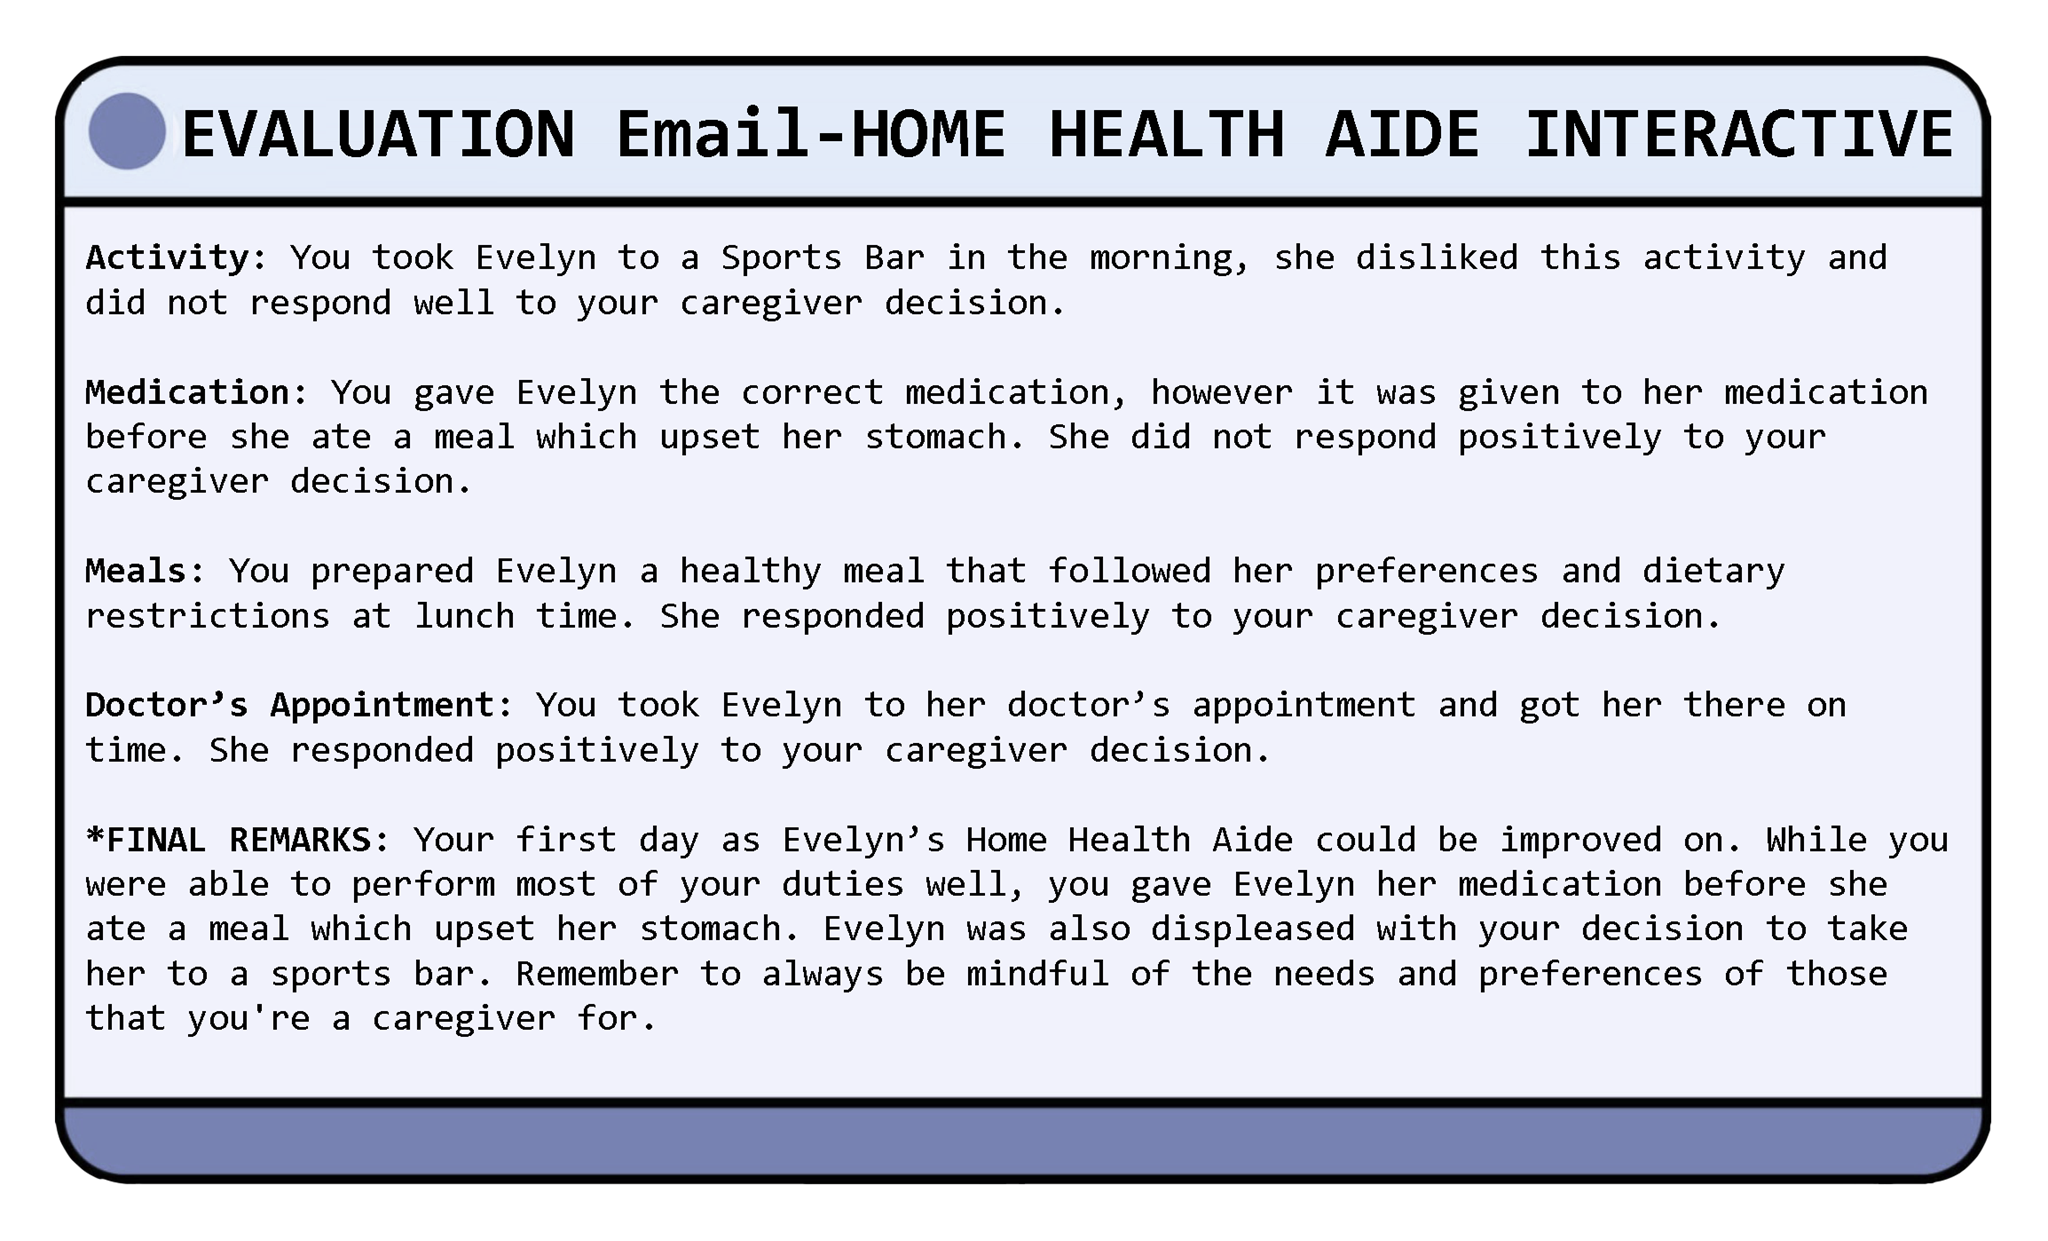 EVALUATION Email-HOME HEALTH AIDE INTERACTIVE
Activity: You took Evelyn to a Sports Bar in the morning, she disliked this activity and
did not respond well to your caregiver decision.
Medication: You gave Evelyn the correct medication, however it was given to her medication
before she ate a meal which upset her stomach. She did not respond positively to your
caregiver decision.
Meals: You prepared Evelyn a healthy meal that followed her preferences and dietary
restrictions at lunch time. She responded positively to your caregiver decision.
Doctor’s Appointment: You took Evelyn to her doctor’s appointment and got her there on
time. She responded positively to your caregiver decision.
*FINAL REMARKS: Your first day as Evelyn’s Home Health Aide could be improved on. While you
were able to perform most of your duties well, you gave Evelyn her medication before she
ate a meal which upset her stomach. Evelyn was also displeased with your decision to take
her to a sports bar. Remember to always be mindful of the needs and preferences of those
that you're a caregiver for.